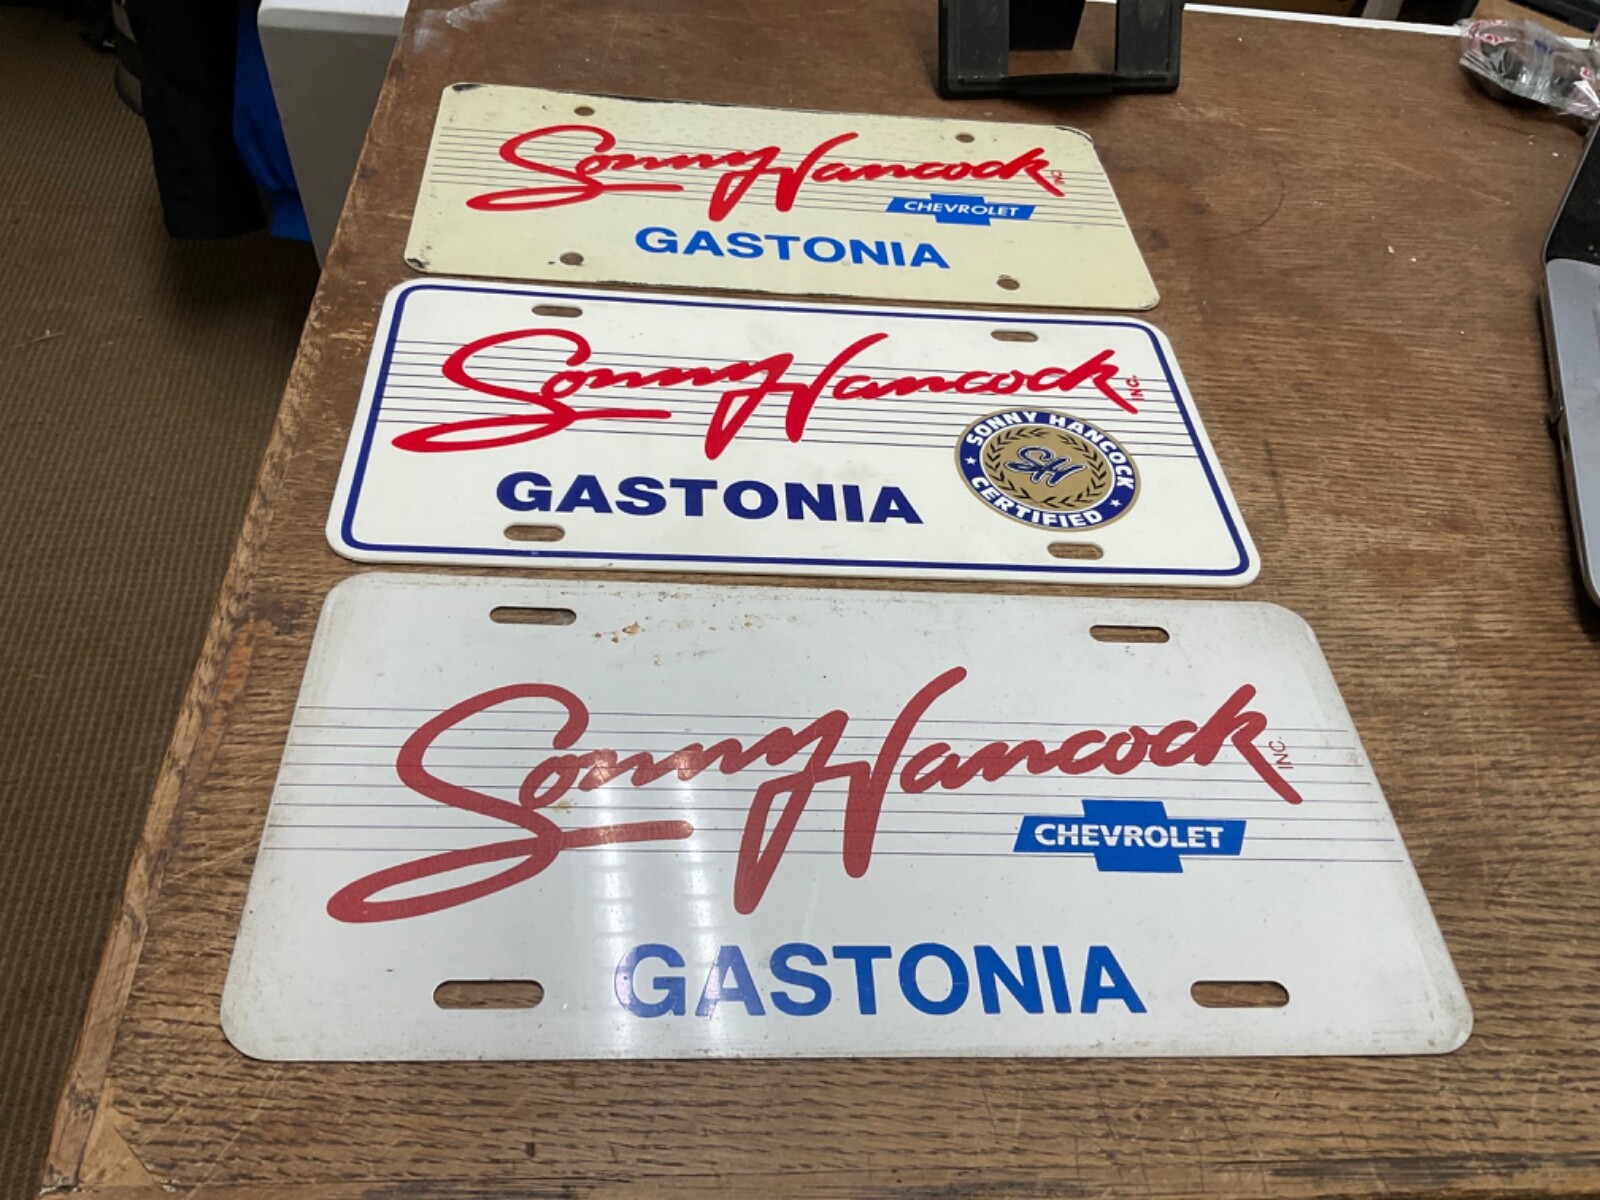 Sonny Hancock INC
CHEVROLET
GASTONIA
Sonny Hancock INC.
GASTONIA
SONNY HANCOCK
SH
CERTIFIED
Sonny Hancock INC.
CHEVROLET
GASTONIA